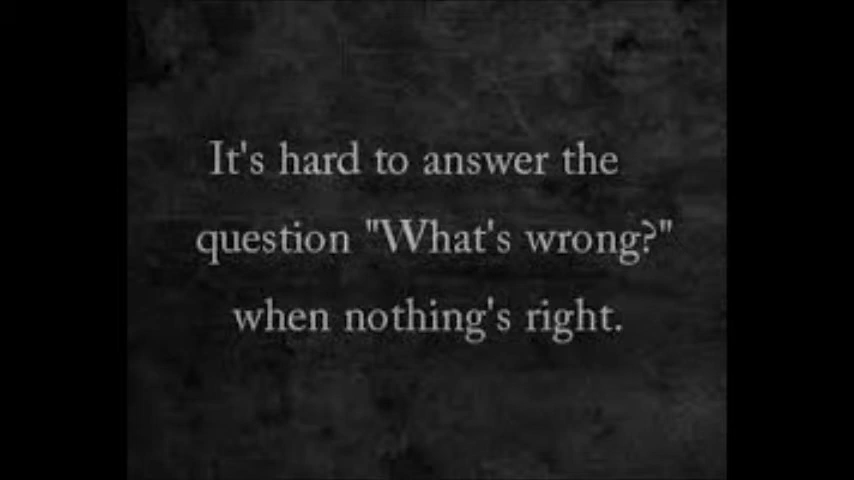 It's hard to answer the
question "What's wrong?"
when nothing's right.